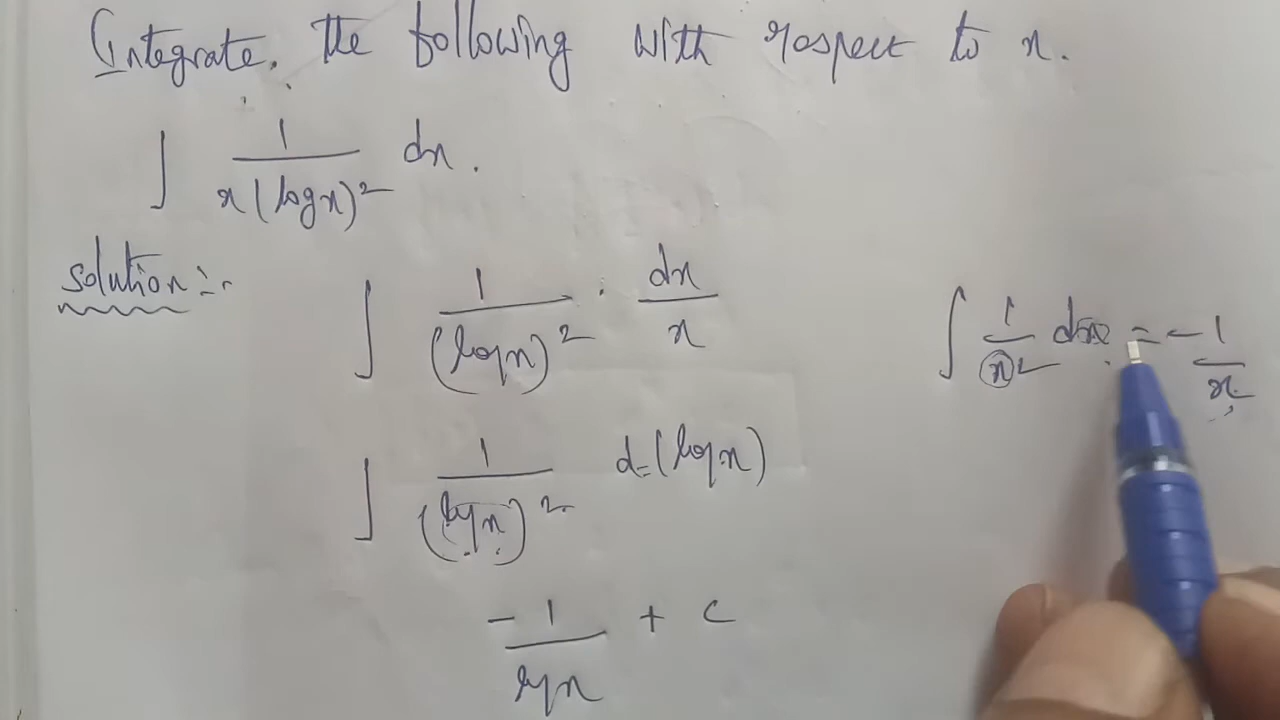 Integrate, the following with respect to x.
∫ 1/x(log x)² dx.
solution:-
∫ 1/(log x)² · dx/x
∫ 1/x² dx = -1/x
∫ 1/(log x)² d(log x)
-1/log x + c